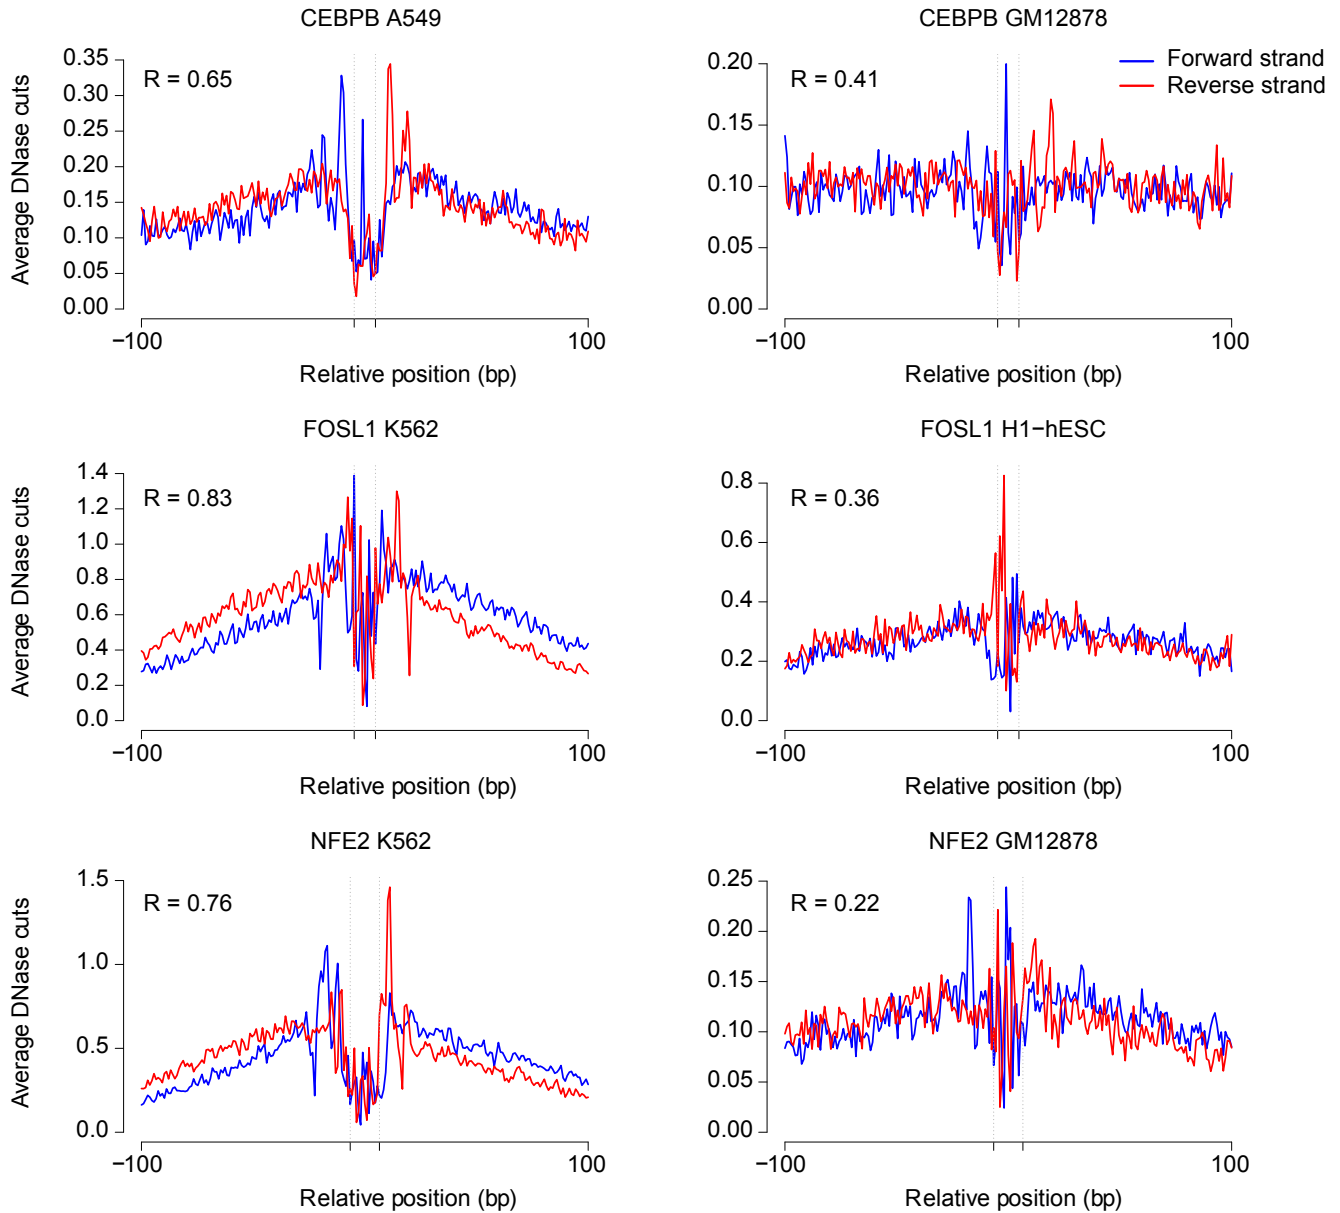 CEBPB A549
CEBPB GM12878
Forward strand
Reverse strand
R = 0.65
R = 0.41
Average DNase cuts
0.35
0.30
0.25
0.20
0.15
0.10
0.05
0.00
0.20
0.15
0.10
0.05
0.00
−100
100
−100
100
Relative position (bp)
Relative position (bp)
FOSL1 K562
FOSL1 H1−hESC
R = 0.83
R = 0.36
Average DNase cuts
1.4
1.2
1.0
0.8
0.6
0.4
0.2
0.0
0.8
0.6
0.4
0.2
0.0
−100
100
−100
100
Relative position (bp)
Relative position (bp)
NFE2 K562
NFE2 GM12878
R = 0.76
R = 0.22
Average DNase cuts
1.5
1.0
0.5
0.0
0.25
0.20
0.15
0.10
0.05
0.00
−100
100
−100
100
Relative position (bp)
Relative position (bp)